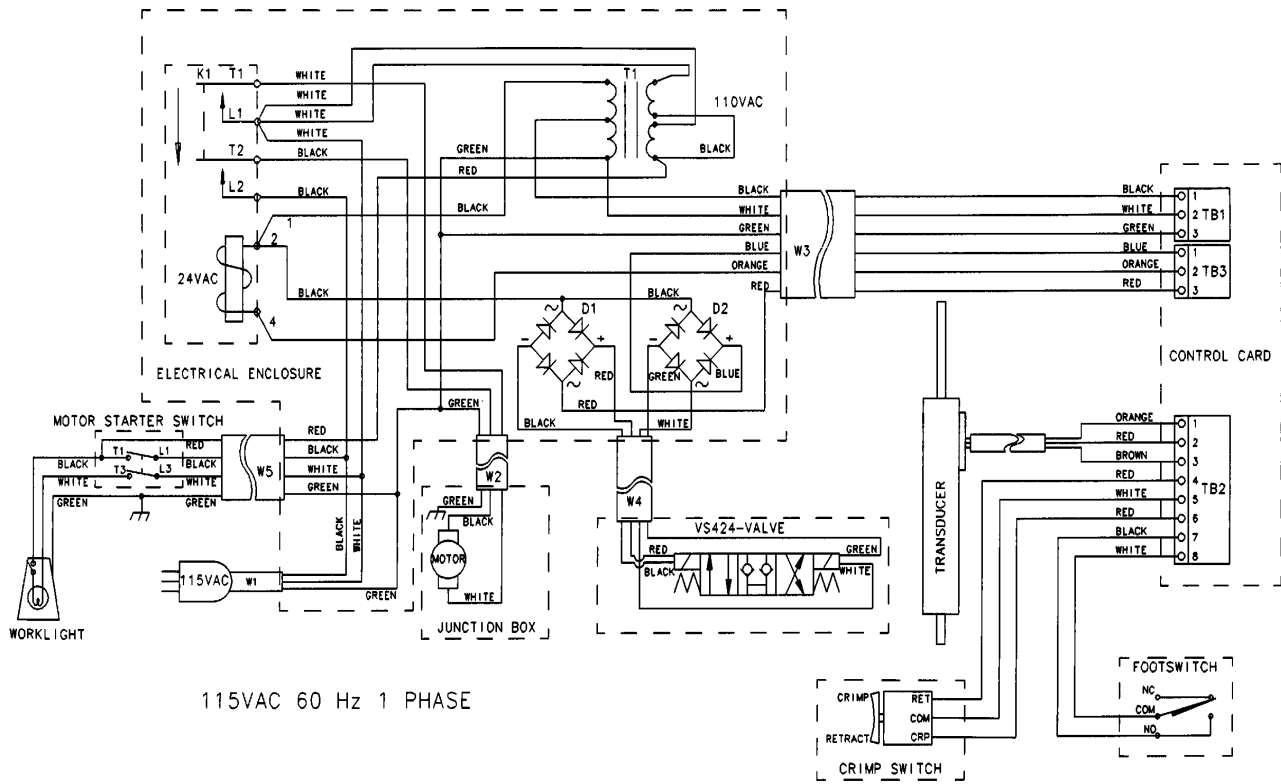 K1
T1
WHITE
WHITE
L1
WHITE
WHITE
T2
BLACK
L2
BLACK
T1
110VAC
GREEN
BLACK
RED
1
BLACK
2
24VAC
BLACK
4
BLACK
WHITE
GREEN
BLUE
ORANGE
RED
W3
BLACK
WHITE
GREEN
BLUE
ORANGE
RED
1
2
3
TB1
1
2
3
TB3
BLACK
D1
D2
-
+
-
+
RED
GREEN
BLUE
RED
BLACK
WHITE
ELECTRICAL ENCLOSURE
CONTROL CARD
MOTOR STARTER SWITCH
GREEN
T1
L1
RED
BLACK
BLACK
T3
L3
WHITE
WHITE
GREEN
GREEN
W5
RED
BLACK
WHITE
GREEN
BLACK
WHITE
W2
W4
GREEN
BLACK
MOTOR
WHITE
JUNCTION BOX
115VAC
W1
GREEN
WORKLIGHT
VS424-VALVE
RED
BLACK
GREEN
WHITE
TRANSDUCER
ORANGE
RED
BROWN
RED
WHITE
RED
BLACK
WHITE
1
2
3
4
5
6
7
8
TB2
115VAC 60 Hz 1 PHASE
CRIMP
RETRACT
RET
COM
CRP
CRIMP SWITCH
FOOTSWITCH
NC
COM
NO